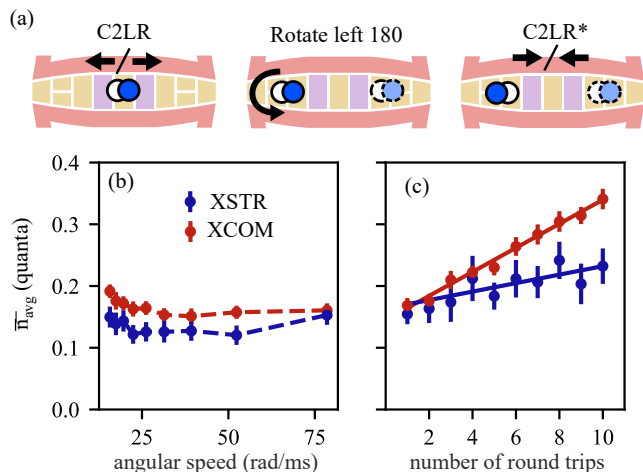 (a)
C2LR
Rotate left 180
C2LR*
(b)
(c)
XSTR
XCOM
n̅avg (quanta)
0.4
0.3
0.2
0.1
0.0
25
50
75
angular speed (rad/ms)
2
4
6
8
10
number of round trips